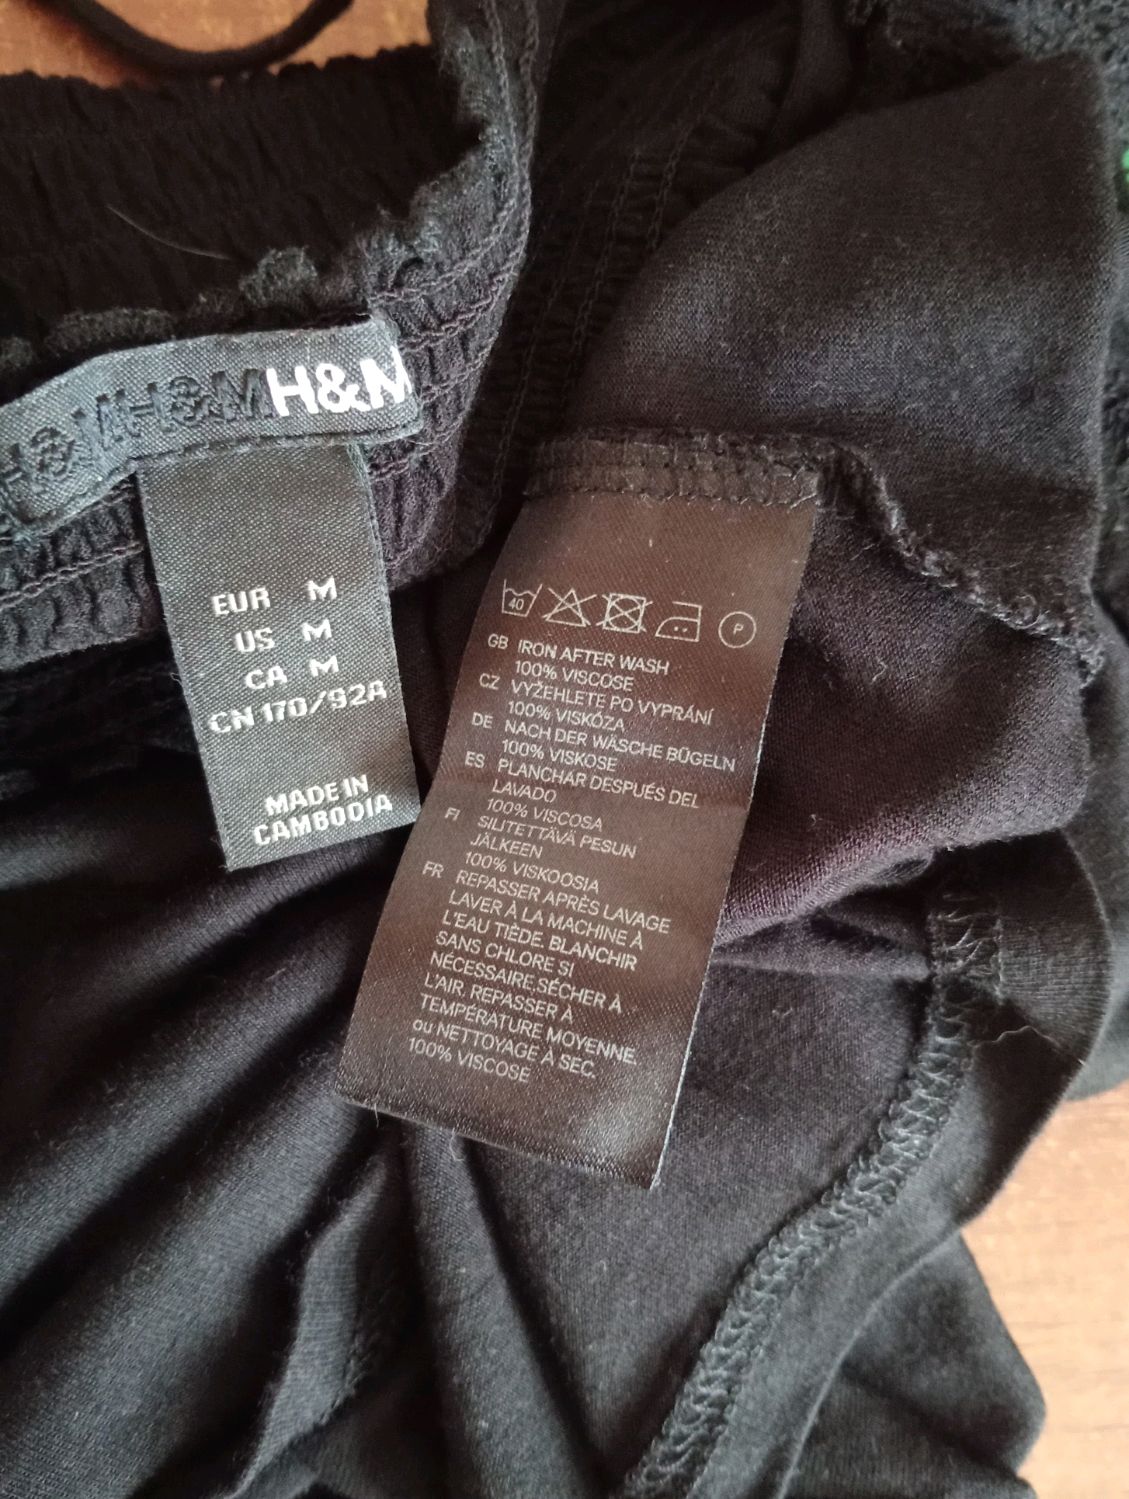 H&M H&M H&M H&M
EUR M
US M
CA M
CN 170/92A
MADE IN
CAMBODIA
40 P
GB IRON AFTER WASH
100% VISCOSE
CZ VYŽEHLETE PO VYPRÁNÍ
100% VISKÓZA
DE NACH DER WÄSCHE BÜGELN
100% VISKOSE
ES PLANCHAR DESPUÉS DEL
LAVADO
100% VISCOSA
FI SILITETTÄVÄ PESUN
JÄLKEEN
100% VISKOOSIA
FR REPASSER APRÈS LAVAGE
LAVER À LA MACHINE À
L'EAU TIÈDE. BLANCHIR
SANS CHLORE SI
NÉCESSAIRE.SÉCHER À
L'AIR. REPASSER À
TEMPÉRATURE MOYENNE.
ou NETTOYAGE À SEC.
100% VISCOSE